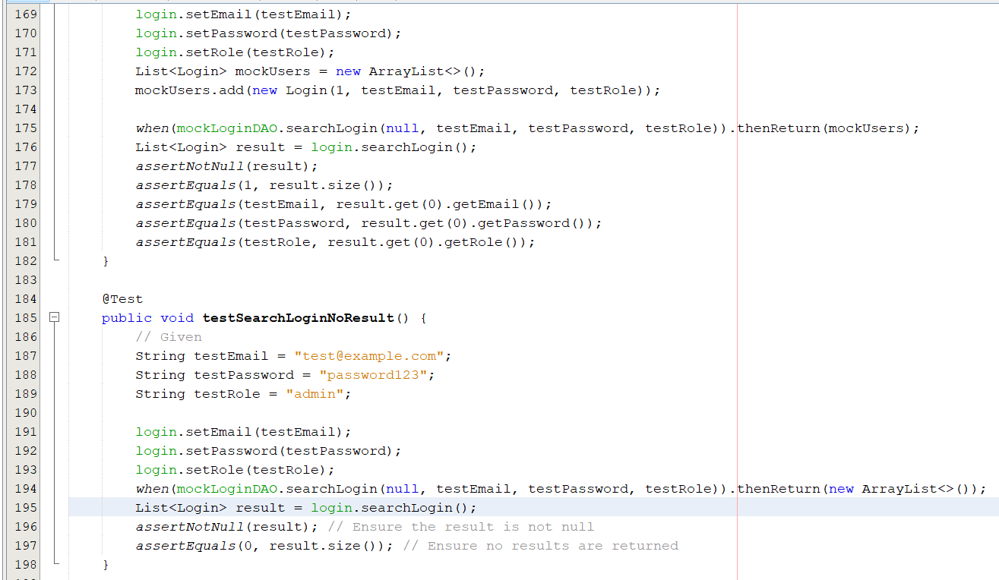 169 login.setEmail(testEmail);
170 login.setPassword(testPassword);
171 login.setRole(testRole);
172 List<Login> mockUsers = new ArrayList<>();
173 mockUsers.add(new Login(1, testEmail, testPassword, testRole));
174
175 when(mockLoginDAO.searchLogin(null, testEmail, testPassword, testRole)).thenReturn(mockUsers);
176 List<Login> result = login.searchLogin();
177 assertNotNull(result);
178 assertEquals(1, result.size());
179 assertEquals(testEmail, result.get(0).getEmail());
180 assertEquals(testPassword, result.get(0).getPassword());
181 assertEquals(testRole, result.get(0).getRole());
182 }
183
184 @Test
185 public void testSearchLoginNoResult() {
186 // Given
187 String testEmail = "test@example.com";
188 String testPassword = "password123";
189 String testRole = "admin";
190
191 login.setEmail(testEmail);
192 login.setPassword(testPassword);
193 login.setRole(testRole);
194 when(mockLoginDAO.searchLogin(null, testEmail, testPassword, testRole)).thenReturn(new ArrayList<>());
195 List<Login> result = login.searchLogin();
196 assertNotNull(result); // Ensure the result is not null
197 assertEquals(0, result.size()); // Ensure no results are returned
198 }